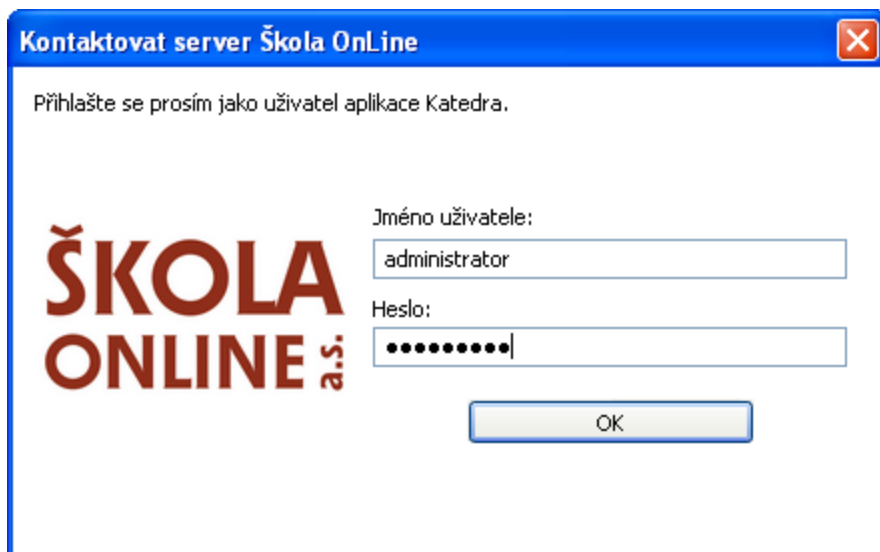 Kontaktovat server Škola OnLine
Přihlašte se prosím jako uživatel aplikace Katedra.
ŠKOLA
ONLINE a.s.
Jméno uživatele:
administrator
Heslo:
●●●●●●●●●
OK